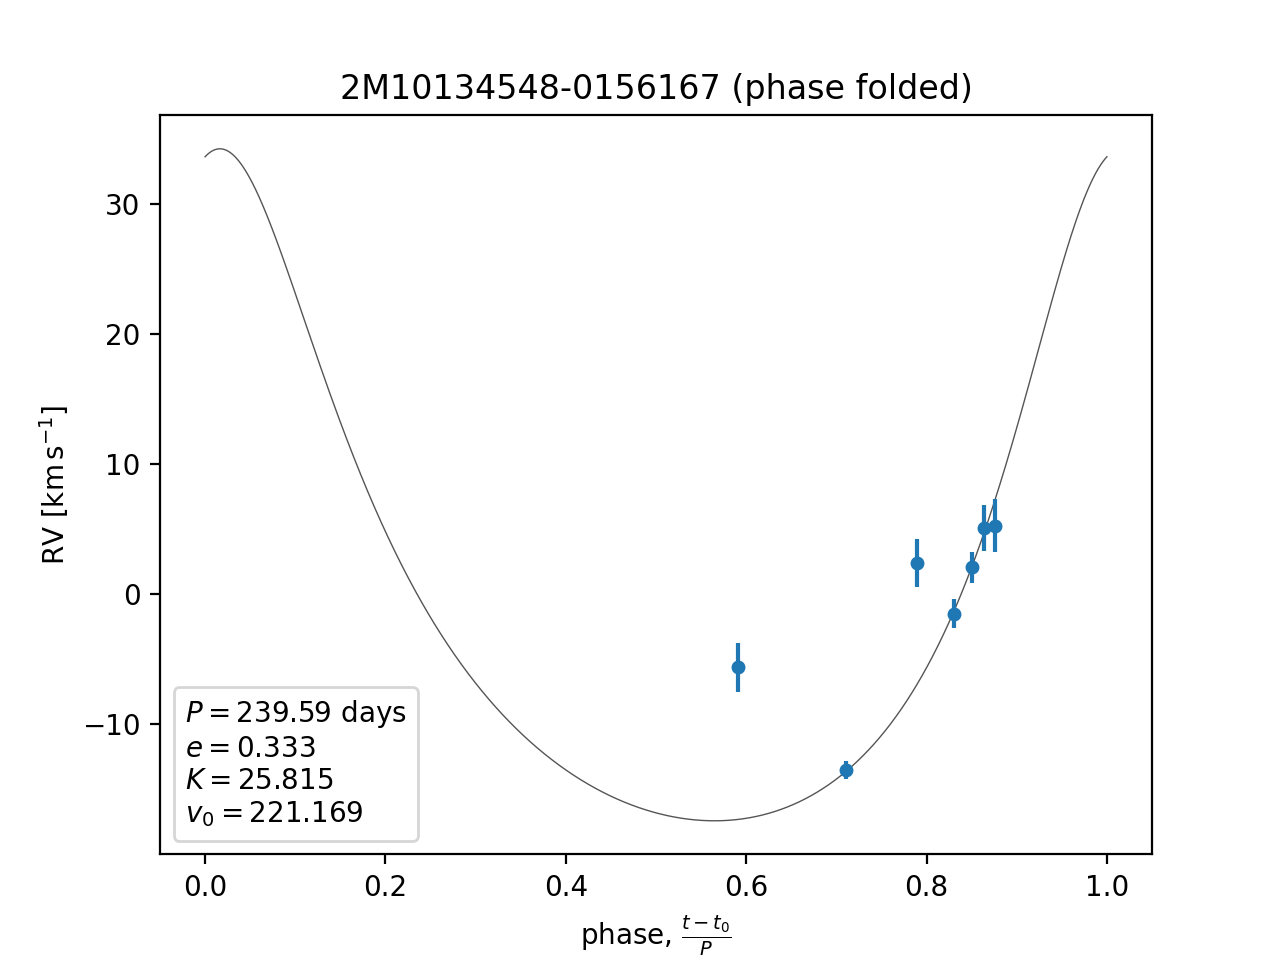 2M10134548-0156167 (phase folded)
RV [km s⁻¹]
30
20
10
0
−10
P = 239.59 days
e = 0.333
K = 25.815
v₀ = 221.169
0.0 0.2 0.4 0.6 0.8 1.0
phase, (t − t₀)/P